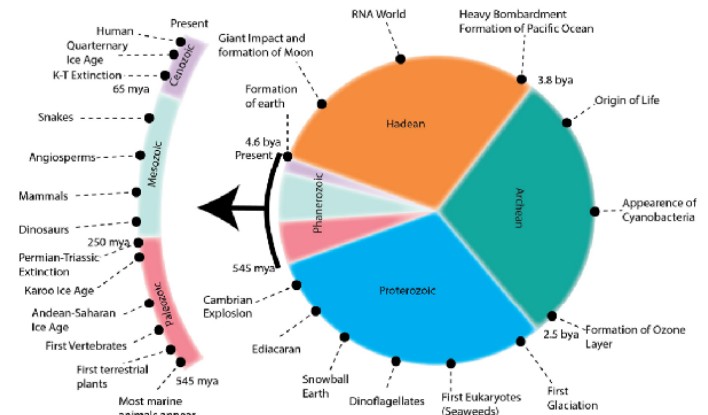 Human
Quarternary
Ice Age
K-T Extinction
65 mya
Snakes
Angiosperms
Mammals
Dinosaurs
250 mya
Permian-Triassic
Extinction
Karoo Ice Age
Andean-Saharan
Ice Age
First Vertebrates
First terrestrial
plants
545 mya
Most marine
animals appear
Present
Cenozoic
Mesozoic
Paleozoic
RNA World
Heavy Bombardment
Formation of Pacific Ocean
Giant Impact and
formation of Moon
3.8 bya
Formation
of earth
4.6 bya
Present
Origin of Life
Hadean
Phanerozoic
Archean
Appearence of
Cyanobacteria
545 mya
Proterozoic
Cambrian
Explosion
Ediacaran
Snowball
Earth
Dinoflagellates
First Eukaryotes
(Seaweeds)
First
Glaciation
2.5 bya
Formation of Ozone
Layer